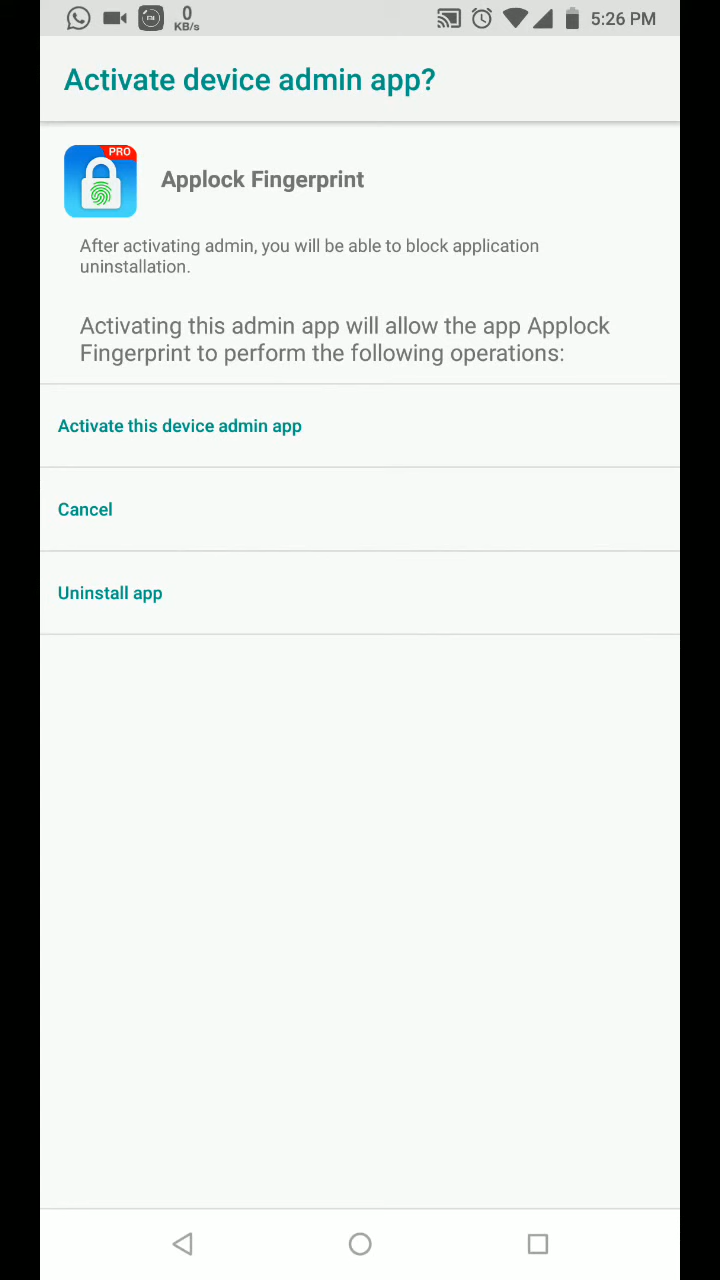 0
KB/s
5:26 PM
Activate device admin app?
PRO
Applock Fingerprint
After activating admin, you will be able to block application
uninstallation.
Activating this admin app will allow the app Applock
Fingerprint to perform the following operations:
Activate this device admin app
Cancel
Uninstall app